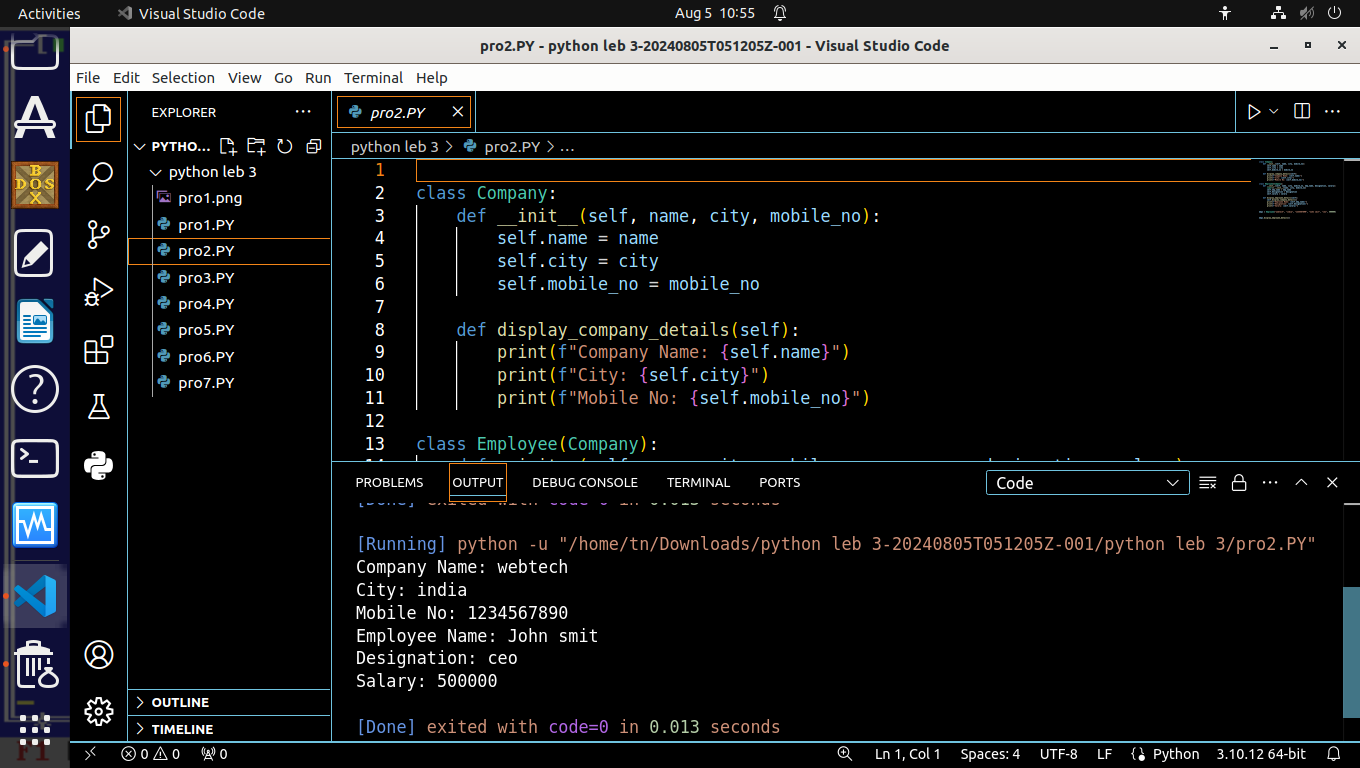 Activities
Visual Studio Code
Aug 5 10:55
pro2.PY - python leb 3-20240805T051205Z-001 - Visual Studio Code
File Edit Selection View Go Run Terminal Help
EXPLORER
PYTHO...
python leb 3
pro1.png
pro1.PY
pro2.PY
pro3.PY
pro4.PY
pro5.PY
pro6.PY
pro7.PY
OUTLINE
TIMELINE
pro2.PY
python leb 3 > pro2.PY > ...
1
2 class Company:
3 def __init__(self, name, city, mobile_no):
4 self.name = name
5 self.city = city
6 self.mobile_no = mobile_no
7
8 def display_company_details(self):
9 print(f"Company Name: {self.name}")
10 print(f"City: {self.city}")
11 print(f"Mobile No: {self.mobile_no}")
12
13 class Employee(Company):
PROBLEMS OUTPUT DEBUG CONSOLE TERMINAL PORTS
Code
[Done] exited with code=0 in 0.013 seconds
[Running] python -u "/home/tn/Downloads/python leb 3-20240805T051205Z-001/python leb 3/pro2.PY"
Company Name: webtech
City: india
Mobile No: 1234567890
Employee Name: John smit
Designation: ceo
Salary: 500000
[Done] exited with code=0 in 0.013 seconds
0 0 0
Ln 1, Col 1 Spaces: 4 UTF-8 LF Python 3.10.12 64-bit